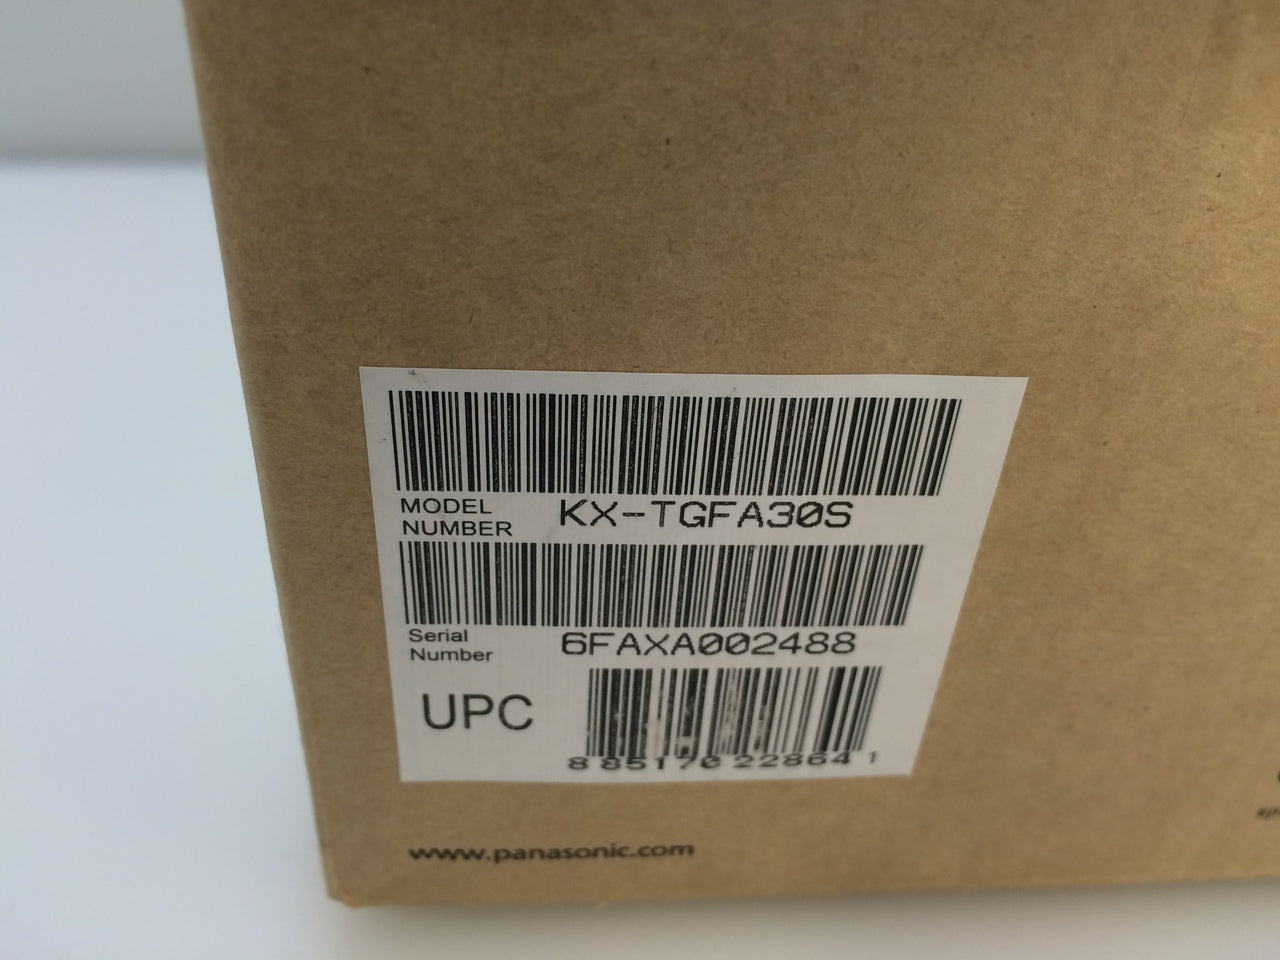 MODEL
NUMBER KX-TGFA30S
Serial
Number 6FAXA002488
UPC
8 85170 22864 1
www.panasonic.com